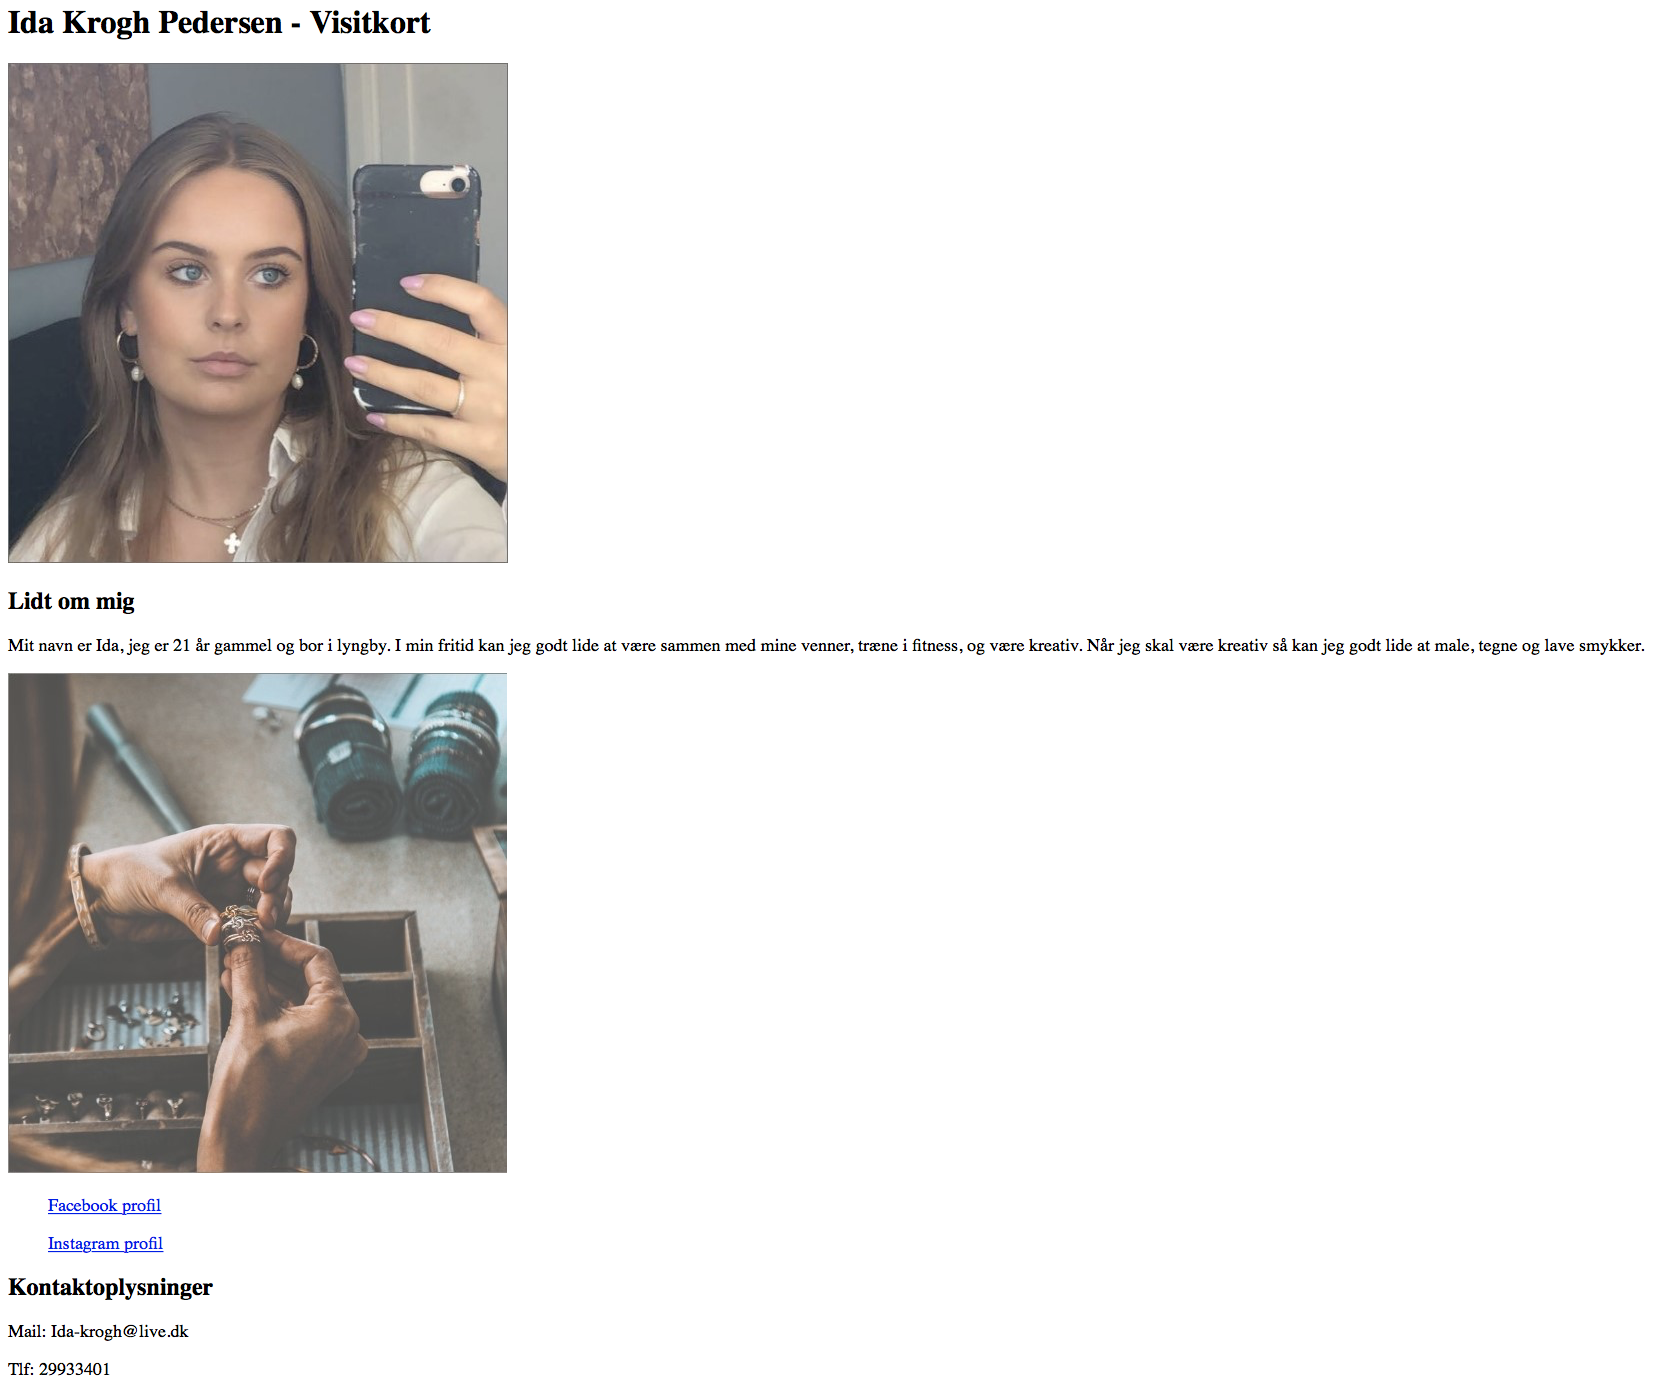 Ida Krogh Pedersen - Visitkort
Lidt om mig
Mit navn er Ida, jeg er 21 år gammel og bor i lyngby. I min fritid kan jeg godt lide at være sammen med mine venner, træne i fitness, og være kreativ. Når jeg skal være kreativ så kan jeg godt lide at male, tegne og lave smykker.
Facebook profil
Instagram profil
Kontaktoplysninger
Mail: Ida-krogh@live.dk
Tlf: 29933401